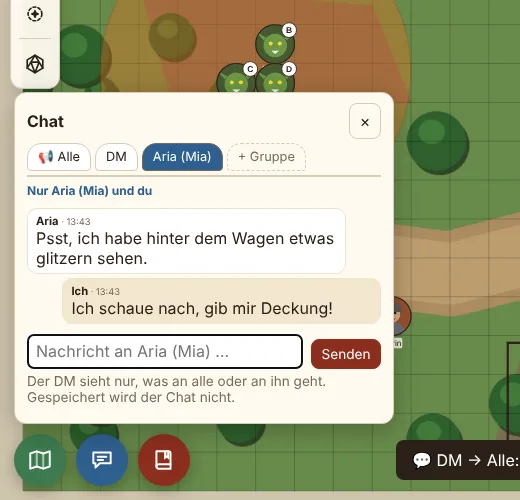 B
C
D
Chat
×
📢 Alle
DM
Aria (Mia)
+ Gruppe
Nur Aria (Mia) und du
Aria · 13:43
Psst, ich habe hinter dem Wagen etwas
glitzern sehen.
Ich · 13:43
Ich schaue nach, gib mir Deckung!
Nachricht an Aria (Mia) ...
Senden
Der DM sieht nur, was an alle oder an ihn geht.
Gespeichert wird der Chat nicht.
💬 DM → Alle: